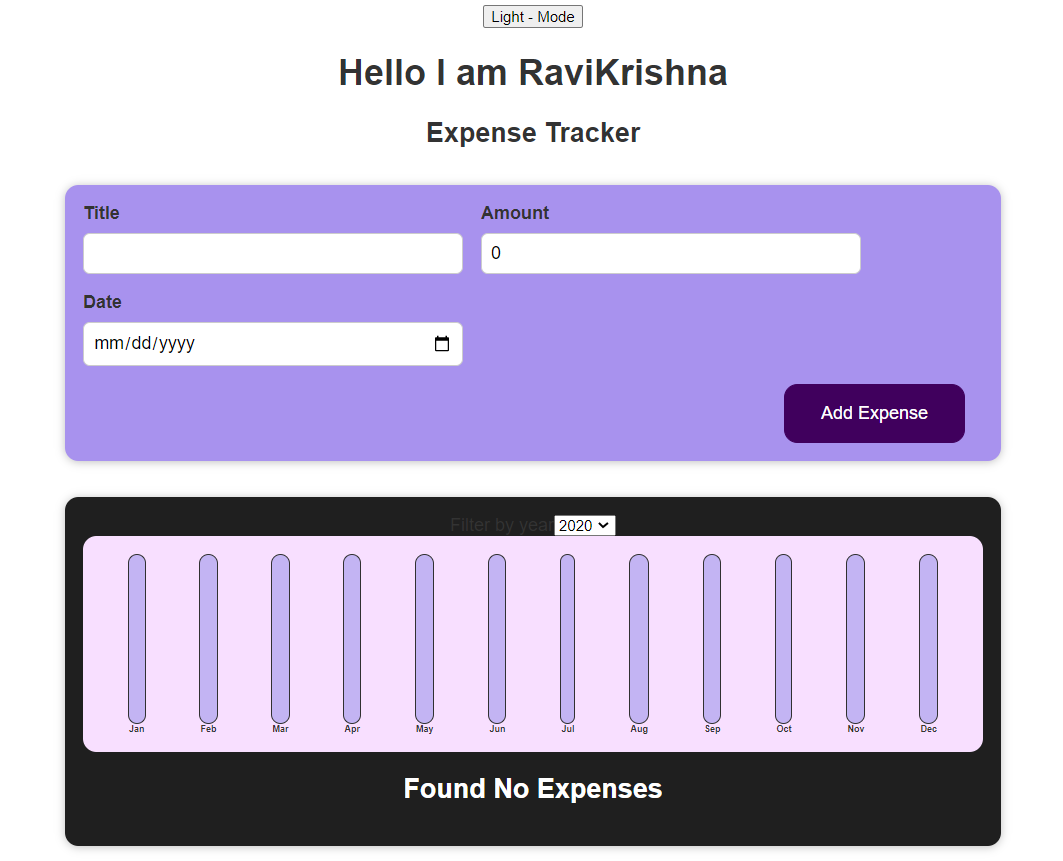 Light - Mode
Hello I am RaviKrishna
Expense Tracker
Title Amount
0
Date
mm/dd/yyyy
Add Expense
Filter by year 2020
Jan Feb Mar Apr May Jun Jul Aug Sep Oct Nov Dec
Found No Expenses